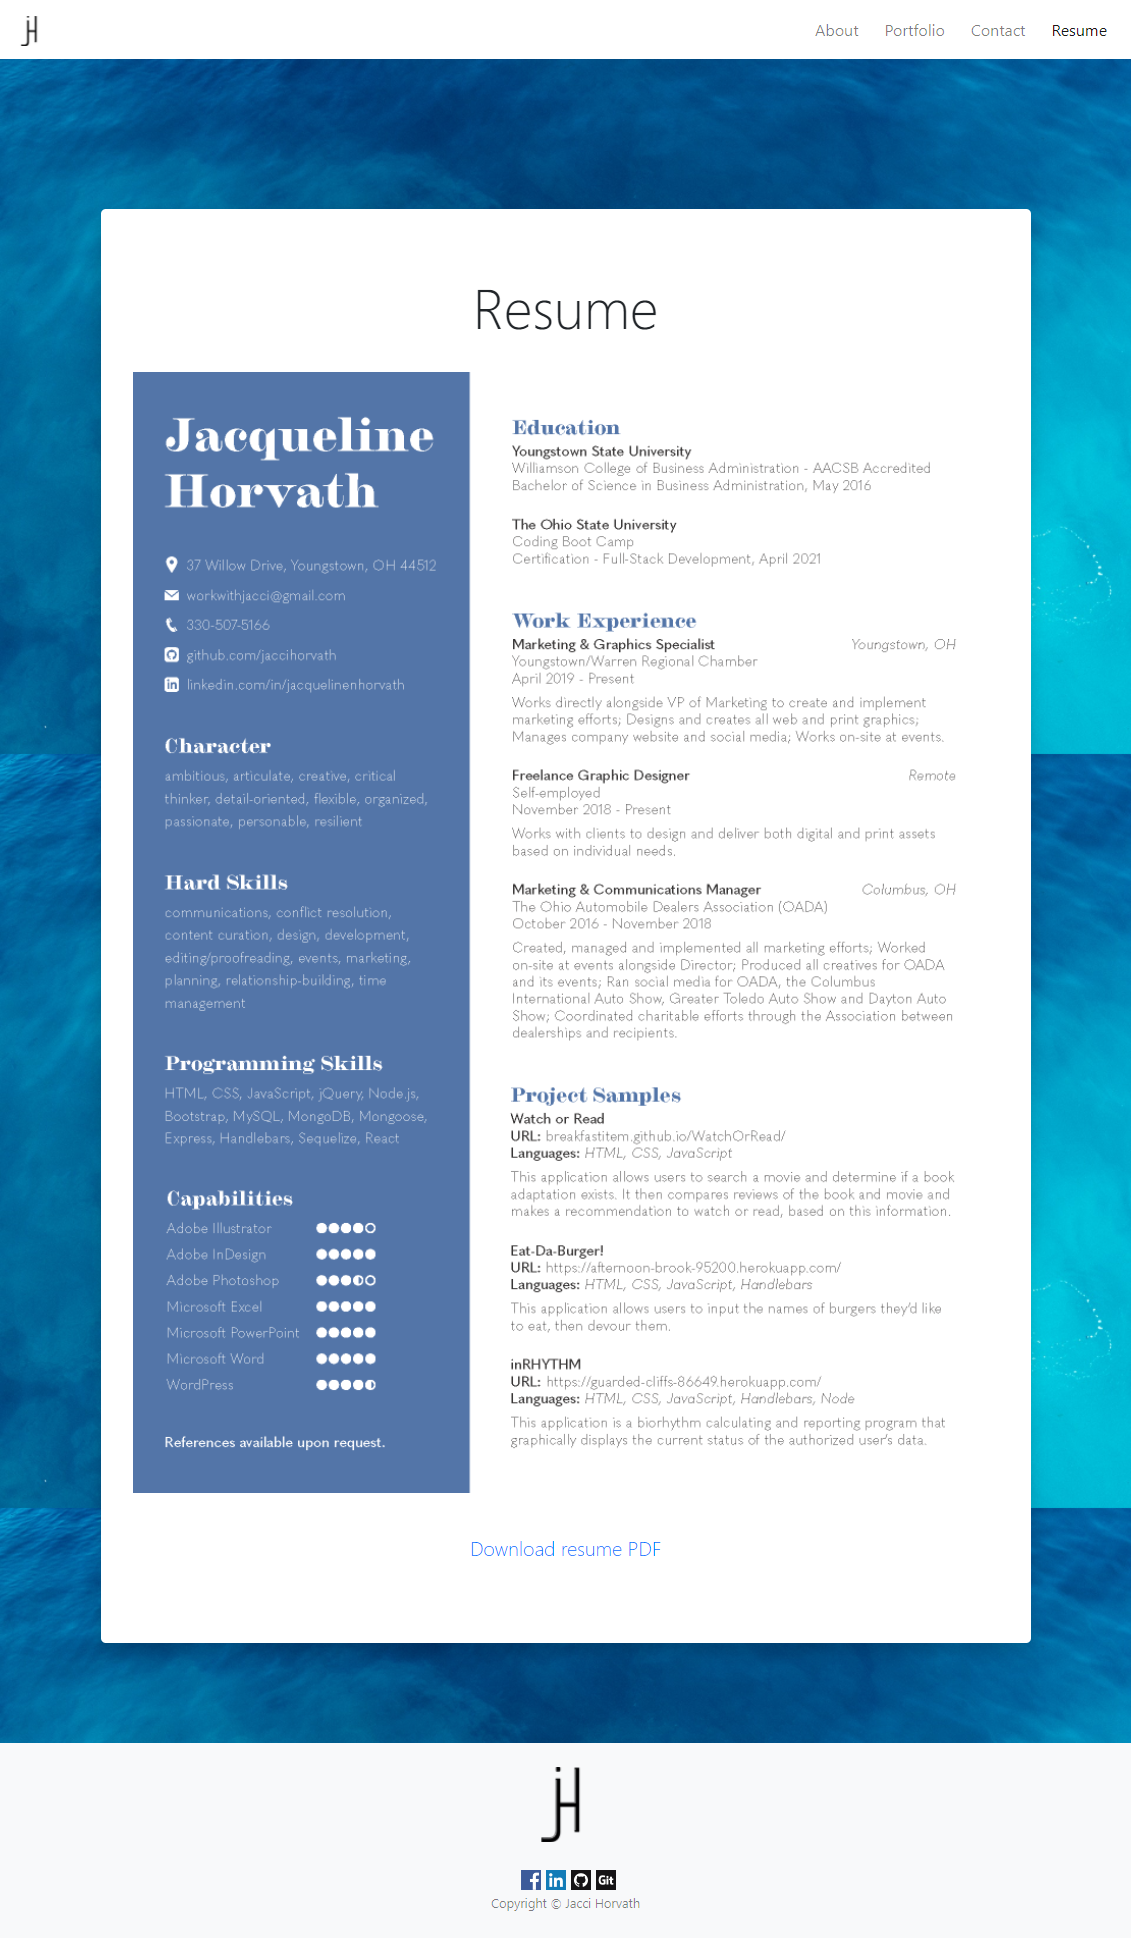 jH
About
Portfolio
Contact
Resume
Resume
Jacqueline
Horvath
37 Willow Drive, Youngstown, OH 44512
workwithjacci@gmail.com
330-507-5166
github.com/jaccihorvath
linkedin.com/in/jacquelinenhorvath
Character
ambitious, articulate, creative, critical
thinker, detail-oriented, flexible, organized,
passionate, personable, resilient
Hard Skills
communications, conflict resolution,
content curation, design, development,
editing/proofreading, events, marketing,
planning, relationship-building, time
management
Programming Skills
HTML, CSS, JavaScript, jQuery, Node.js,
Bootstrap, MySQL, MongoDB, Mongoose,
Express, Handlebars, Sequelize, React
Capabilities
Adobe Illustrator
Adobe InDesign
Adobe Photoshop
Microsoft Excel
Microsoft PowerPoint
Microsoft Word
WordPress
References available upon request.
Education
Youngstown State University
Williamson College of Business Administration - AACSB Accredited
Bachelor of Science in Business Administration, May 2016
The Ohio State University
Coding Boot Camp
Certification - Full-Stack Development, April 2021
Work Experience
Marketing & Graphics Specialist Youngstown, OH
Youngstown/Warren Regional Chamber
April 2019 - Present
Works directly alongside VP of Marketing to create and implement
marketing efforts; Designs and creates all web and print graphics;
Manages company website and social media; Works on-site at events.
Freelance Graphic Designer Remote
Self-employed
November 2018 - Present
Works with clients to design and deliver both digital and print assets
based on individual needs.
Marketing & Communications Manager Columbus, OH
The Ohio Automobile Dealers Association (OADA)
October 2016 - November 2018
Created, managed and implemented all marketing efforts; Worked
on-site at events alongside Director; Produced all creatives for OADA
and its events; Ran social media for OADA, the Columbus
International Auto Show, Greater Toledo Auto Show and Dayton Auto
Show; Coordinated charitable efforts through the Association between
dealerships and recipients.
Project Samples
Watch or Read
URL: breakfastitem.github.io/WatchOrRead/
Languages: HTML, CSS, JavaScript
This application allows users to search a movie and determine if a book
adaptation exists. It then compares reviews of the book and movie and
makes a recommendation to watch or read, based on this information.
Eat-Da-Burger!
URL: https://afternoon-brook-95200.herokuapp.com/
Languages: HTML, CSS, JavaScript, Handlebars
This application allows users to input the names of burgers they'd like
to eat, then devour them.
inRHYTHM
URL: https://guarded-cliffs-86649.herokuapp.com/
Languages: HTML, CSS, JavaScript, Handlebars, Node
This application is a biorhythm calculating and reporting program that
graphically displays the current status of the authorized user's data.
Download resume PDF
jH
Git
Copyright © Jacci Horvath